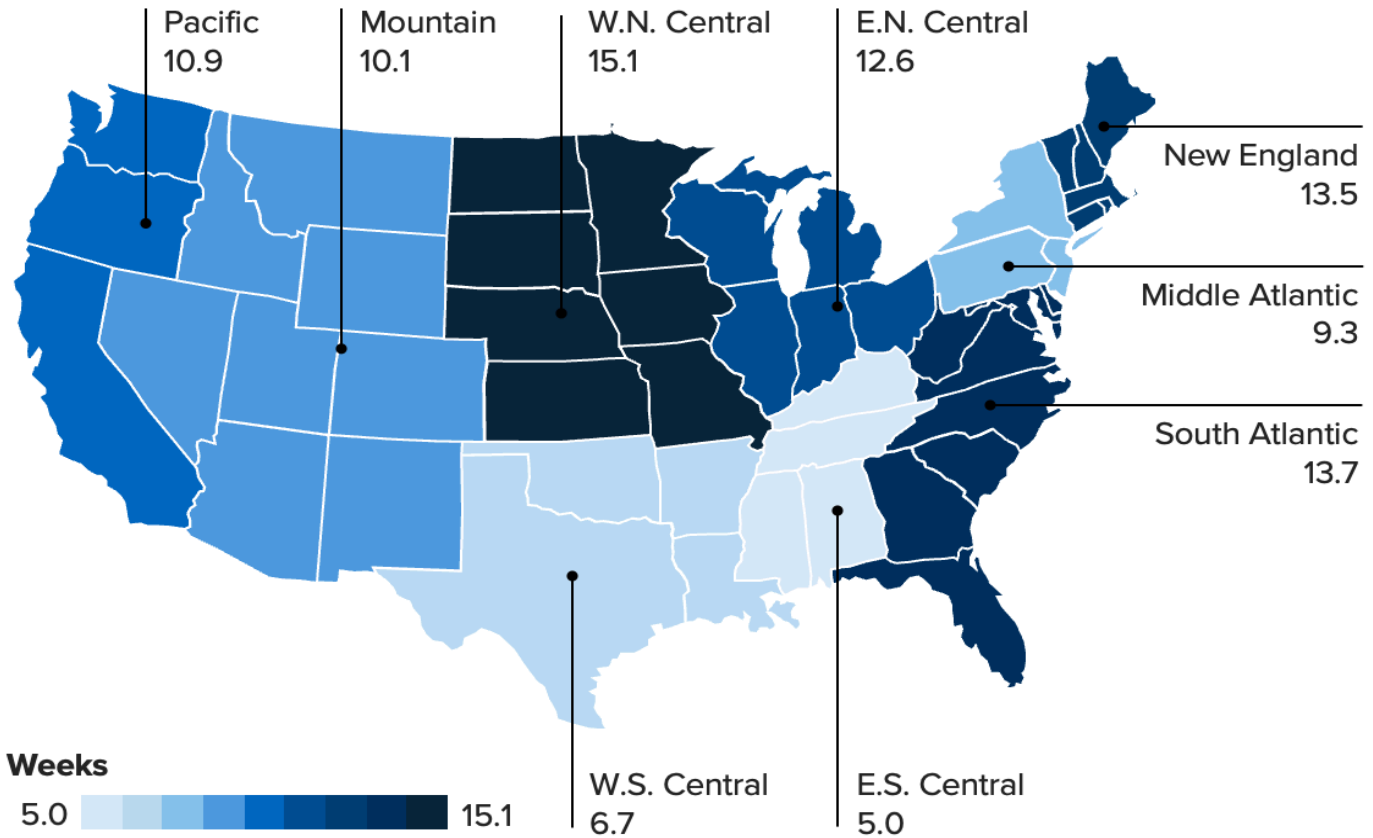 Pacific
10.9
Mountain
10.1
W.N. Central
15.1
E.N. Central
12.6
New England
13.5
Middle Atlantic
9.3
South Atlantic
13.7
Weeks
5.0
15.1
W.S. Central
6.7
E.S. Central
5.0